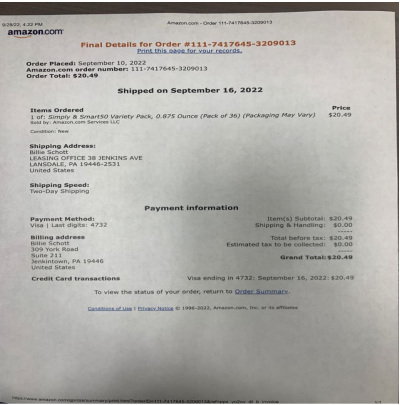 9/28/22, 4:22 PM
Amazon.com - Order 111-7417645-3209013
amazon.com
Final Details for Order #111-7417645-3209013
Print this page for your records.
Order Placed: September 10, 2022
Amazon.com order number: 111-7417645-3209013
Order Total: $20.49
Shipped on September 16, 2022
Items Ordered Price
1 of: Simply & Smart50 Variety Pack, 0.875 Ounce (Pack of 36) (Packaging May Vary) $20.49
Sold by: Amazon.com Services LLC
Condition: New
Shipping Address:
Billie Schott
LEASING OFFICE 38 JENKINS AVE
LANSDALE, PA 19446-2531
United States
Shipping Speed:
Two-Day Shipping
Payment information
Payment Method:
Visa | Last digits: 4732
Item(s) Subtotal: $20.49
Shipping & Handling: $0.00
-----
Billing address
Billie Schott
309 York Road
Suite 211
Jenkintown, PA 19446
United States
Total before tax: $20.49
Estimated tax to be collected: $0.00
-----
Grand Total: $20.49
Credit Card transactions Visa ending in 4732: September 16, 2022: $20.49
To view the status of your order, return to Order Summary.
Conditions of Use | Privacy Notice © 1996-2022, Amazon.com, Inc. or its affiliates